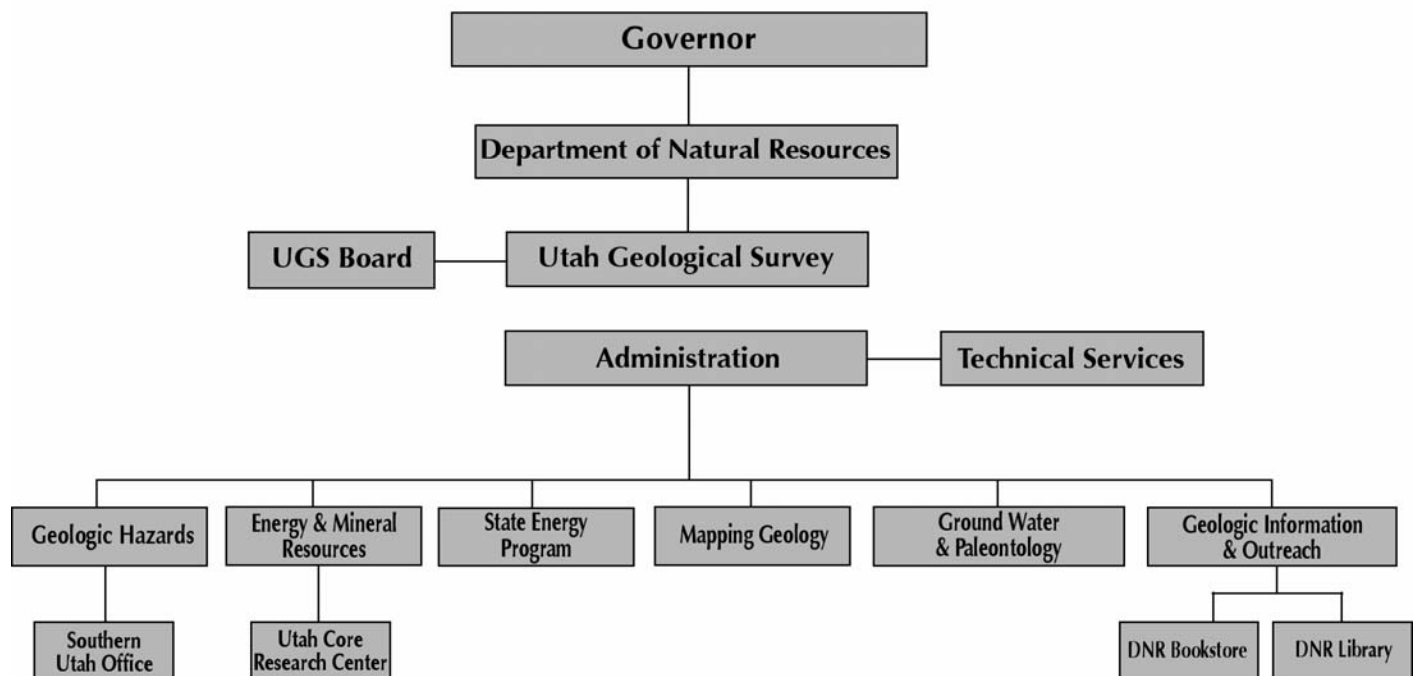 Governor
Department of Natural Resources
UGS Board
Utah Geological Survey
Administration
Technical Services
Geologic Hazards
Energy & Mineral
Resources
State Energy
Program
Mapping Geology
Ground Water
& Paleontology
Geologic Information
& Outreach
Southern
Utah Office
Utah Core
Research Center
DNR Bookstore
DNR Library